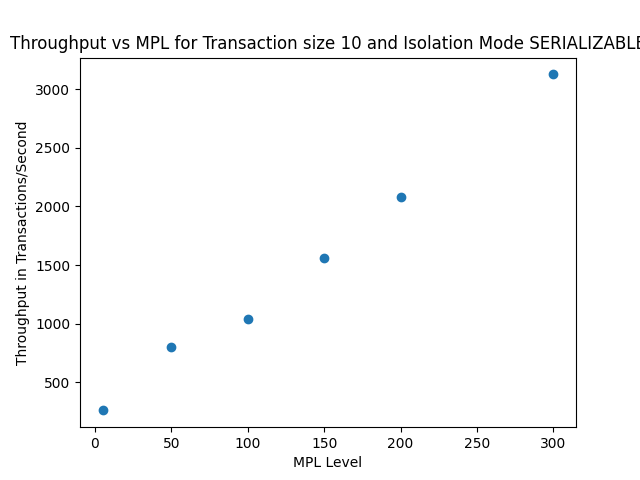 Throughput vs MPL for Transaction size 10 and Isolation Mode SERIALIZABLE
Throughput in Transactions/Second
3000
2500
2000
1500
1000
500
0 50 100 150 200 250 300
MPL Level